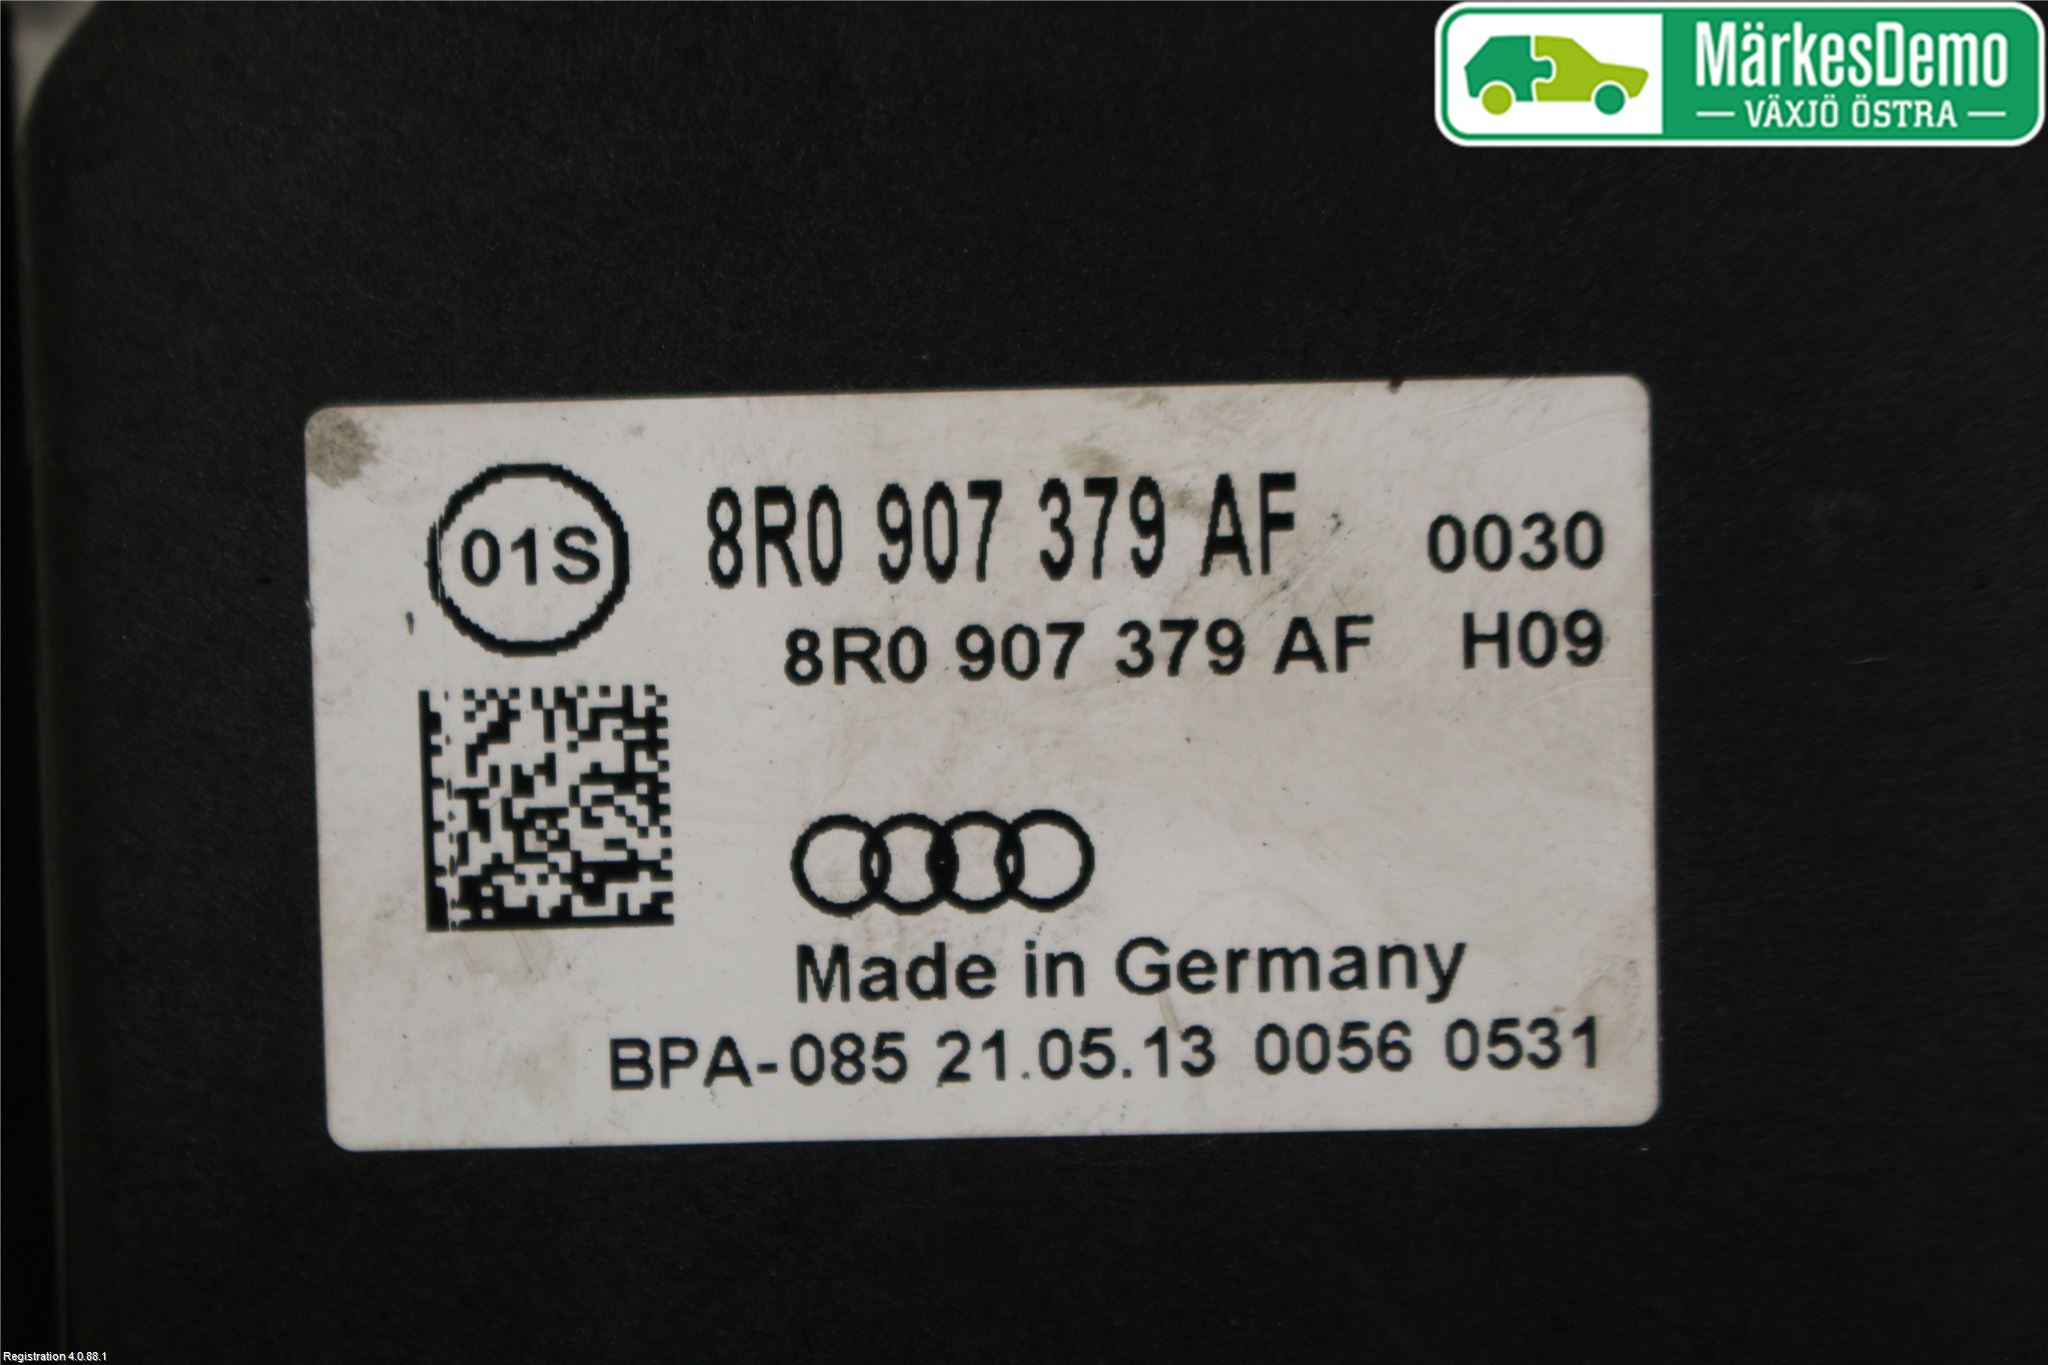 MärkesDemo
VÄXJÖ ÖSTRA
01S
8R0 907 379 AF 0030
8R0 907 379 AF H09
Made in Germany
BPA-085 21.05.13 0056 0531
Registration 4.0.88.1